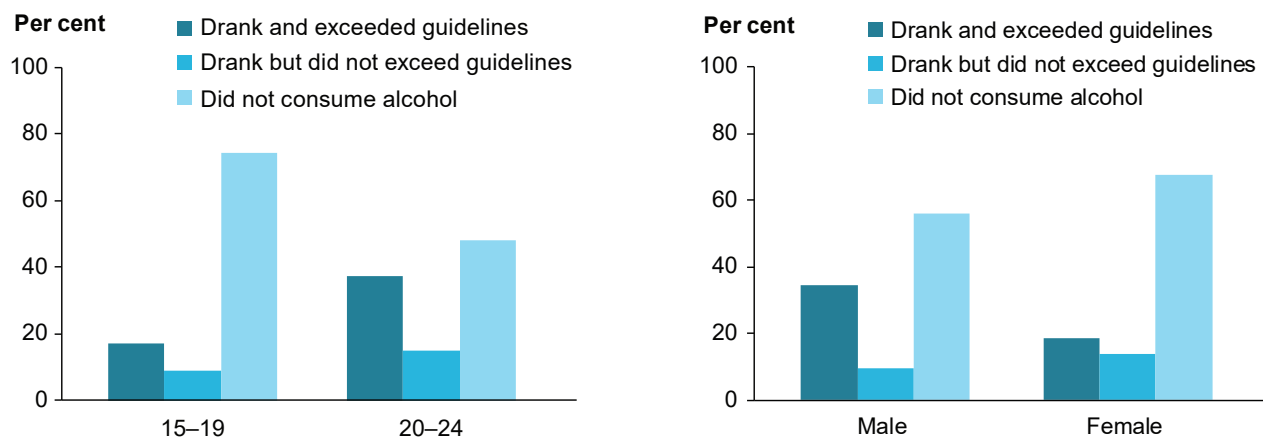 Per cent
Drank and exceeded guidelines
Drank but did not exceed guidelines
Did not consume alcohol
100
80
60
40
20
0
15–19
20–24
Per cent
Drank and exceeded guidelines
Drank but did not exceed guidelines
Did not consume alcohol
100
80
60
40
20
0
Male
Female